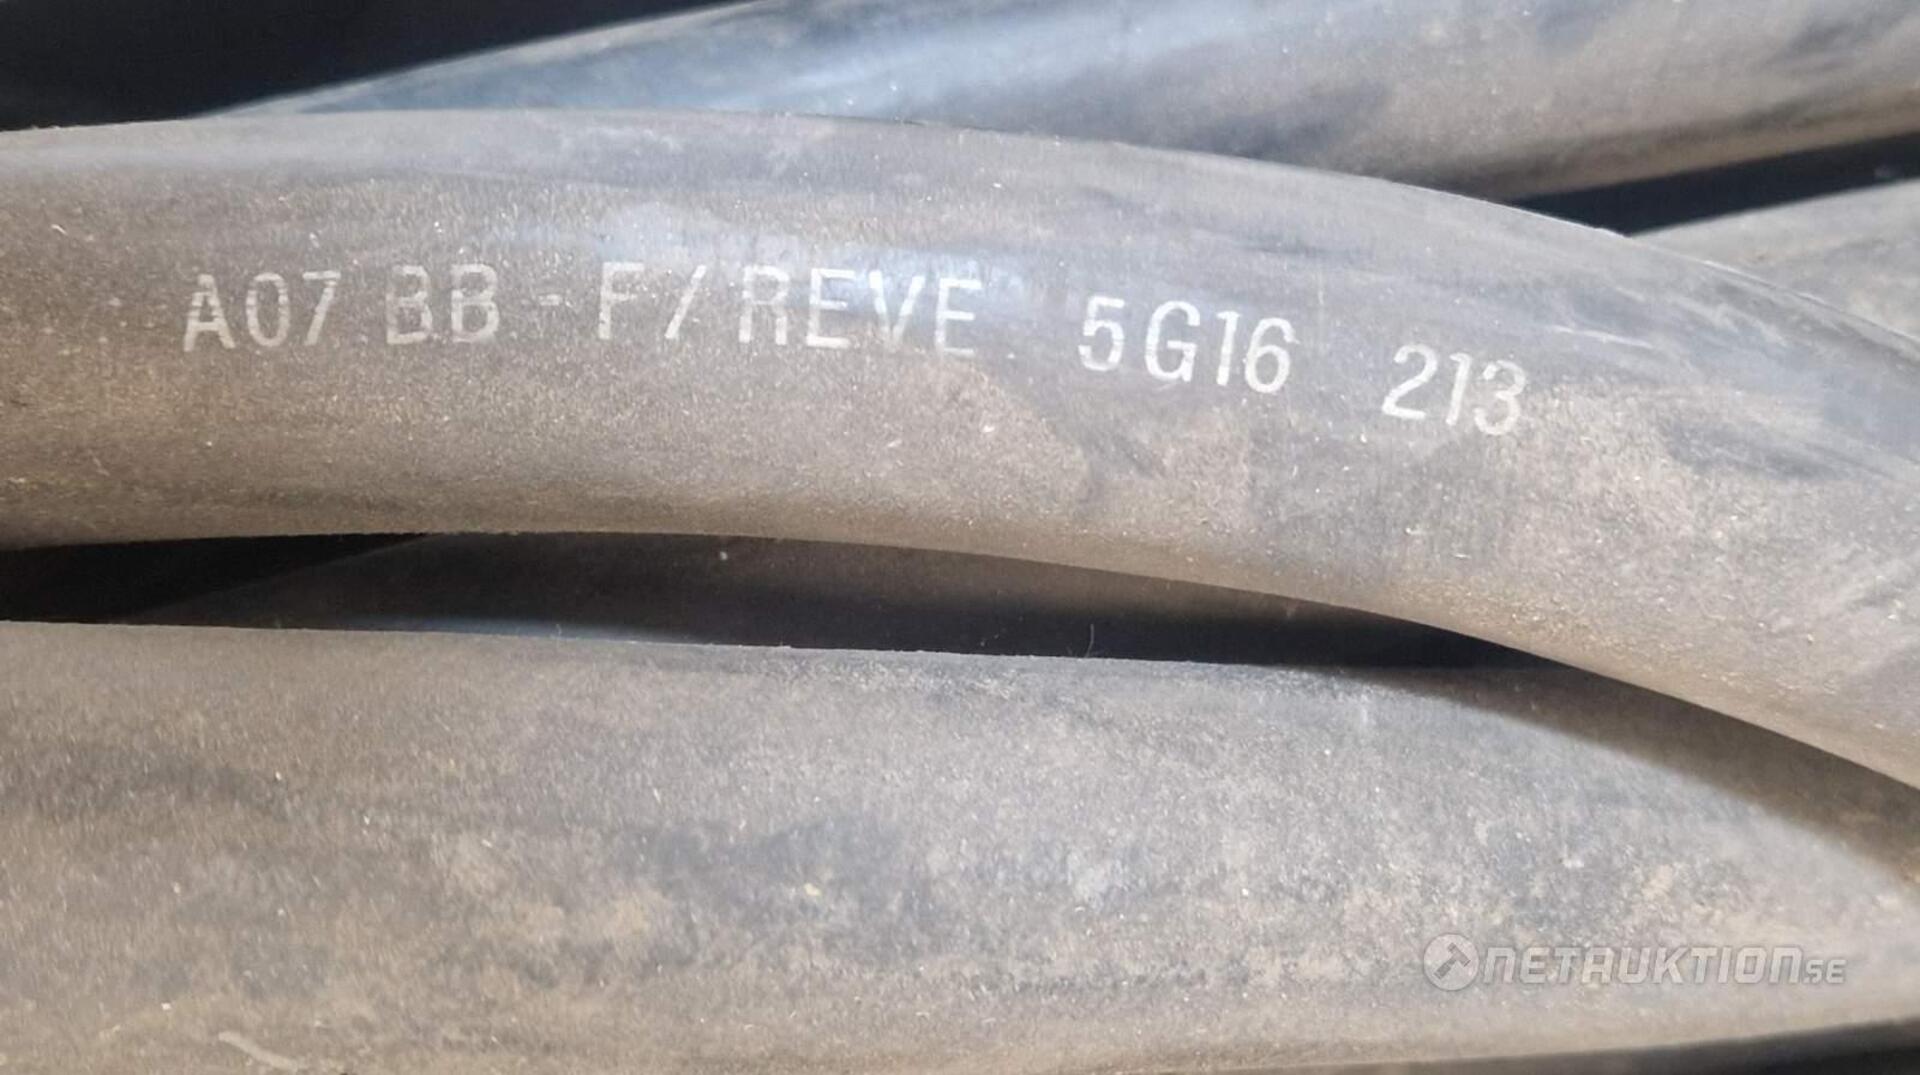 A07 BB-F/REVE 5G16 213
NETAUKTION.SE